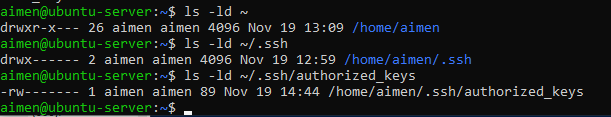 aimen@ubuntu-server:~$ ls -ld ~
drwxr-x--- 26 aimen aimen 4096 Nov 19 13:09 /home/aimen
aimen@ubuntu-server:~$ ls -ld ~/.ssh
drwx------ 2 aimen aimen 4096 Nov 19 12:59 /home/aimen/.ssh
aimen@ubuntu-server:~$ ls -ld ~/.ssh/authorized_keys
-rw------- 1 aimen aimen 89 Nov 19 14:44 /home/aimen/.ssh/authorized_keys
aimen@ubuntu-server:~$